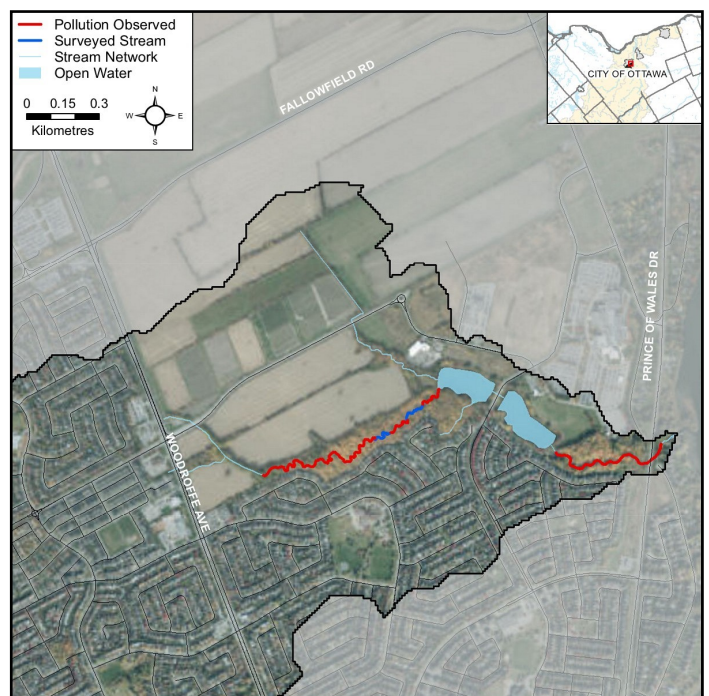 Pollution Observed
Surveyed Stream
Stream Network
Open Water
0 0.15 0.3
Kilometres
N
W E
S
CITY OF OTTAWA
FALLOWFIELD RD
PRINCE OF WALES DR
WOODROFFE AVE